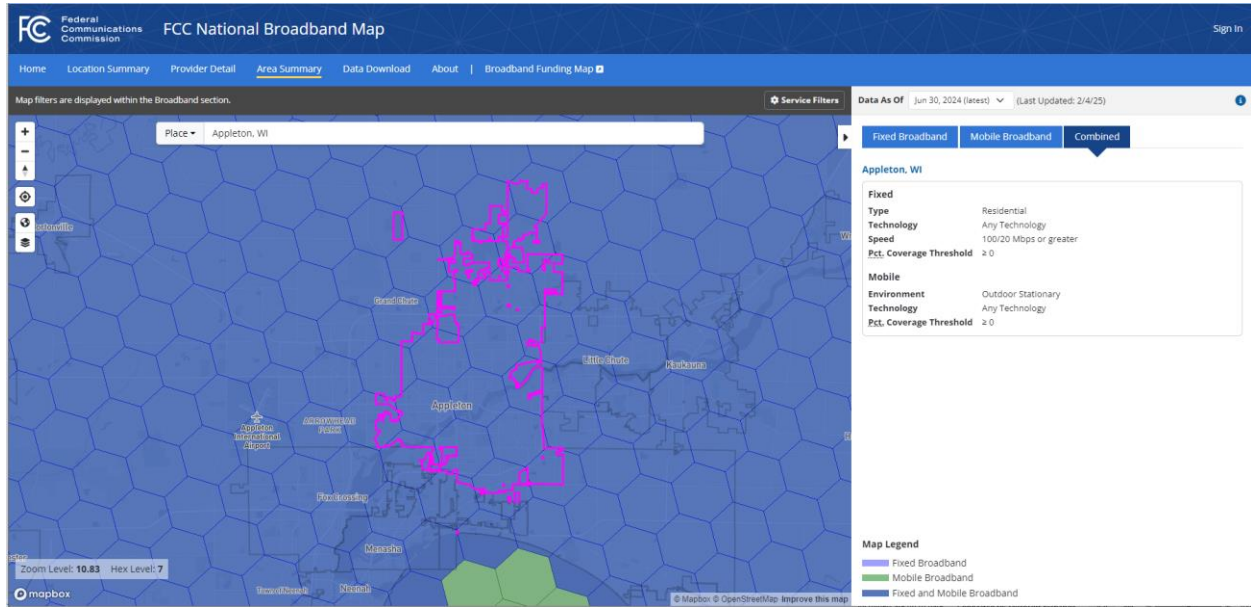 Federal
Communications
Commission
FCC National Broadband Map
Sign In
Home Location Summary Provider Detail Area Summary Data Download About | Broadband Funding Map
Map filters are displayed within the Broadband section.
Service Filters
Data As Of Jun 30, 2024 (latest) (Last Updated: 2/4/25)
Place Appleton, WI
Fixed Broadband Mobile Broadband Combined
Appleton, WI
Fixed
Type Residential
Technology Any Technology
Speed 100/20 Mbps or greater
Pct. Coverage Threshold ≥ 0
Mobile
Environment Outdoor Stationary
Technology Any Technology
Pct. Coverage Threshold ≥ 0
Grand Chute
Little Chute
Kaukauna
Appleton
ARROWHEAD
PARK
Appleton
International
Airport
Fox Crossing
Menasha
Town of Neenah
Neenah
Zoom Level: 10.83 Hex Level: 7
mapbox
© Mapbox © OpenStreetMap Improve this map
Map Legend
Fixed Broadband
Mobile Broadband
Fixed and Mobile Broadband